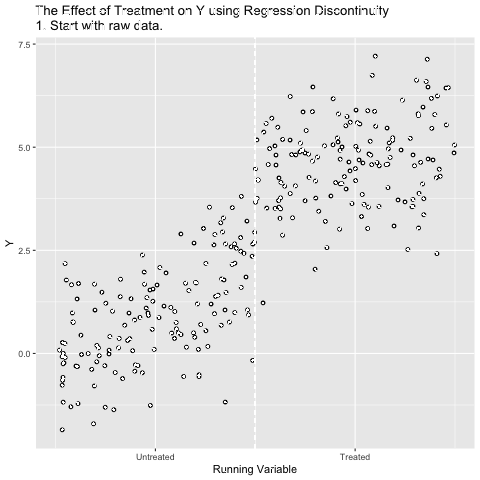 The Effect of Treatment on Y using Regression Discontinuity
1. Start with raw data.
7.5
5.0
Y
2.5
0.0
Untreated Treated
Running Variable